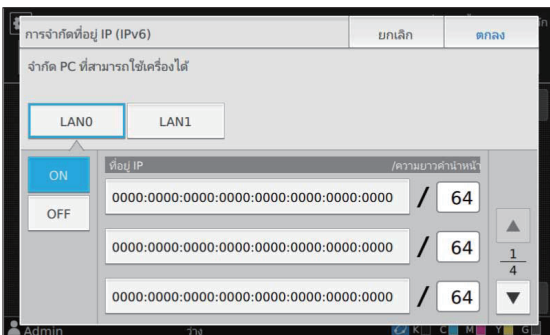 การจำกัดที่อยู่ IP (IPv6)
ยกเลิก
ตกลง
จำกัด PC ที่สามารถใช้เครื่องได้
LAN0
LAN1
ON
OFF
ที่อยู่ IP
/ความยาวคำนำหน้า
0000:0000:0000:0000:0000:0000:0000:0000 / 64
0000:0000:0000:0000:0000:0000:0000:0000 / 64
0000:0000:0000:0000:0000:0000:0000:0000 / 64
1
4
Admin
ว่าง
K C M Y G